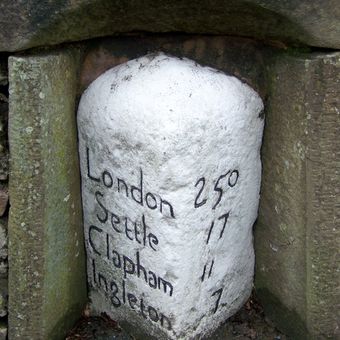 London 250
Settle 17
Clapham 11
Ingleton 7